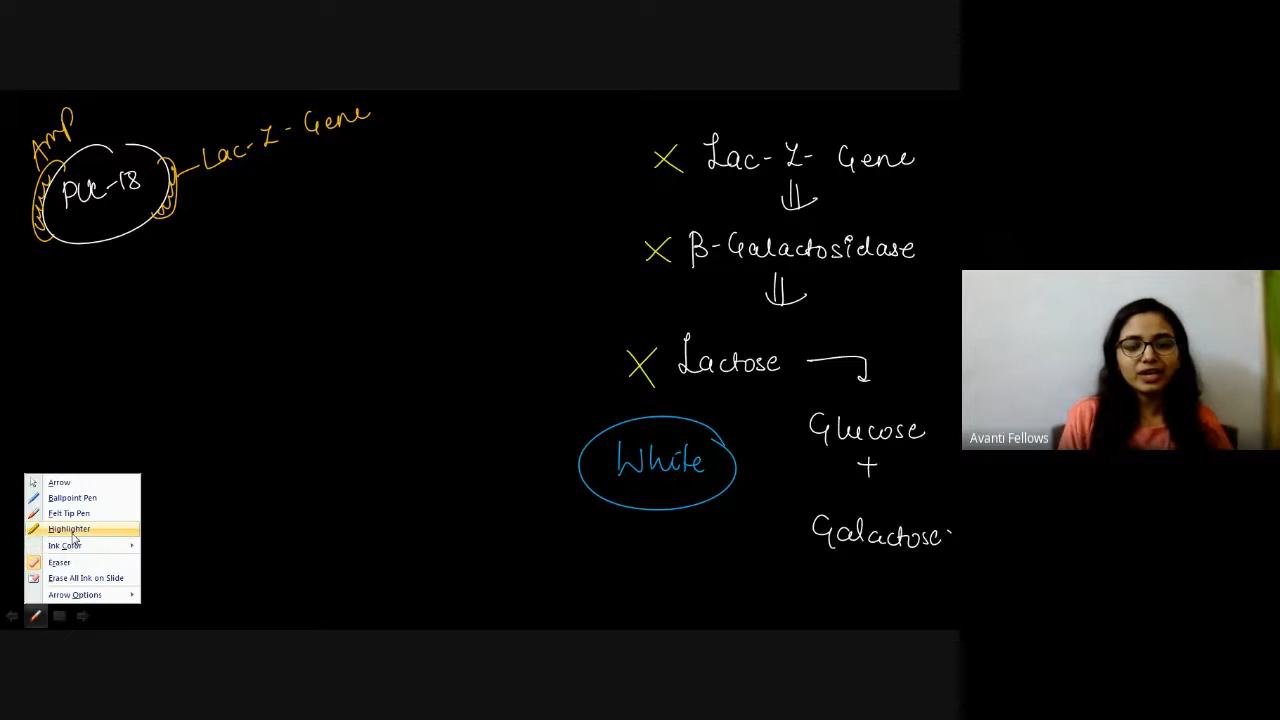 Amp
PUC-18
Lac-Z-Gene
X Lac-Z-Gene
X β-Galactosidase
X Lactose
Glucose
+
Galactose
White
Avanti Fellows
Arrow
Ballpoint Pen
Felt Tip Pen
Highlighter
Ink Color
Eraser
Erase All Ink on Slide
Arrow Options